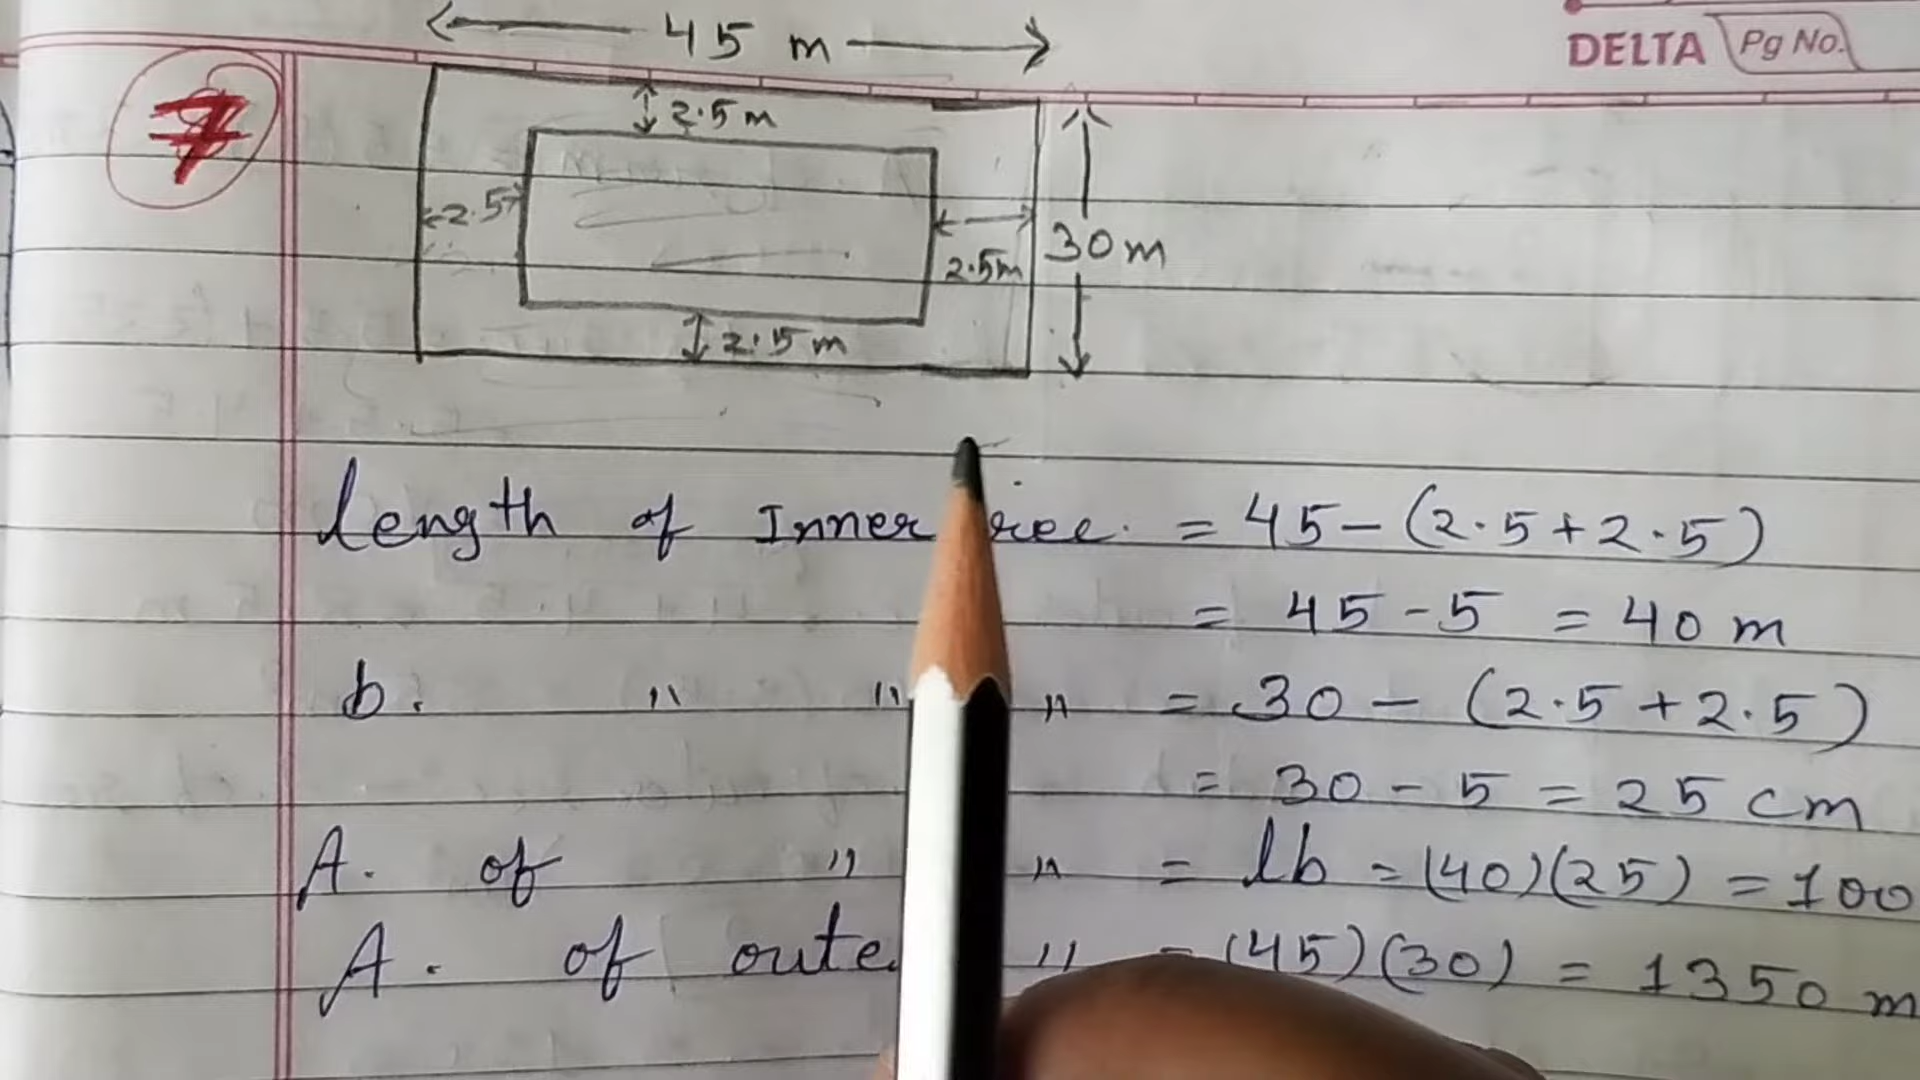 45 m
DELTA Pg No.
7
2.5 m
2.5
30 m
2.5m
2.5 m
length of Inner rec. = 45 - (2.5 + 2.5)
= 45 - 5 = 40 m
b. " " " = 30 - (2.5 + 2.5)
= 30 - 5 = 25 cm
A. of " " = lb = (40)(25) = 100
A. of oute " = (45)(30) = 1350 m